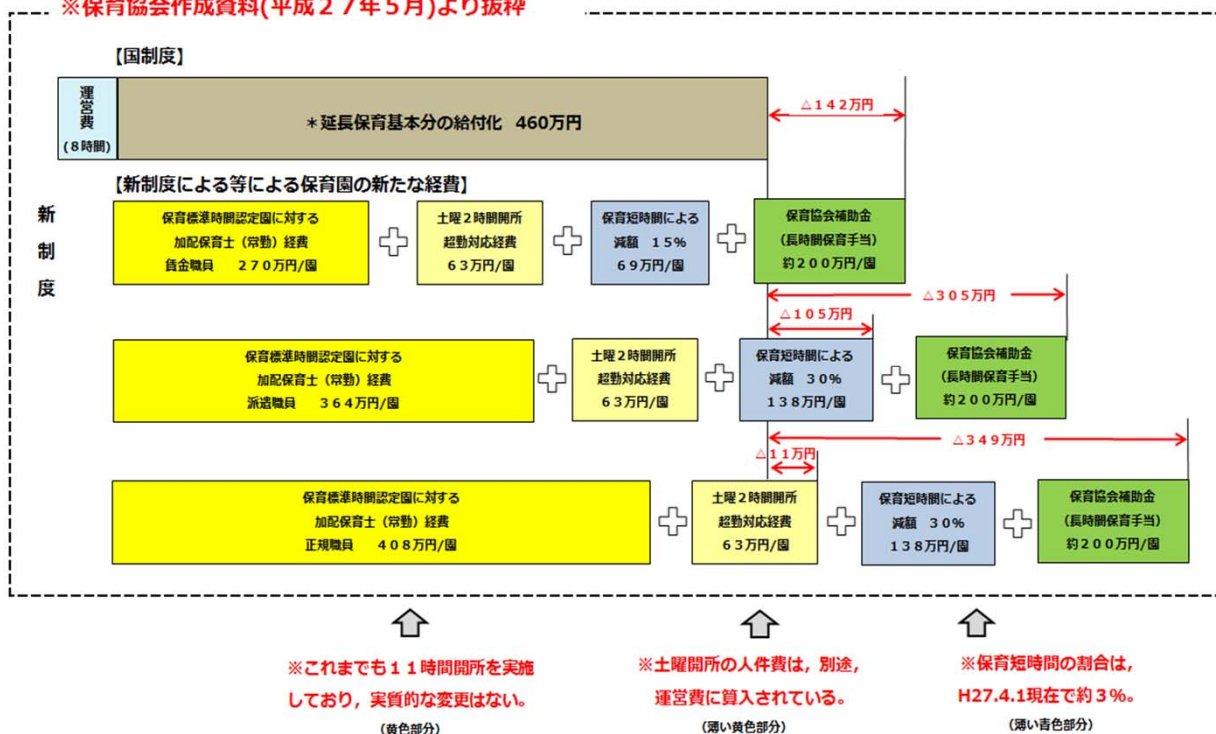 ※保育協会作成資料(平成２７年５月)より抜粋
【国制度】
運営費
(８時間)
＊延長保育基本分の給付化 460万円
△１４２万円
【新制度による等による保育園の新たな経費】
新制度
保育標準時間認定園に対する
加配保育士（常勤）経費
賃金職員 ２７０万円/園
土曜２時間開所
超勤対応経費
６３万円/園
保育短時間による
減額 １５％
６９万円/園
保育協会補助金
（長時間保育手当）
約２００万円/園
△３０５万円
△１０５万円
保育標準時間認定園に対する
加配保育士（常勤）経費
派遣職員 ３６４万円/園
土曜２時間開所
超勤対応経費
６３万円/園
保育短時間による
減額 ３０％
１３８万円/園
保育協会補助金
（長時間保育手当）
約２００万円/園
△３４９万円
△１１万円
保育標準時間認定園に対する
加配保育士（常勤）経費
正規職員 ４０８万円/園
土曜２時間開所
超勤対応経費
６３万円/園
保育短時間による
減額 ３０％
１３８万円/園
保育協会補助金
（長時間保育手当）
約２００万円/園
※これまでも１１時間開所を実施
しており，実質的な変更はない。
(黄色部分)
※土曜開所の人件費は，別途，
運営費に算入されている。
(薄い黄色部分)
※保育短時間の割合は，
H27.4.1現在で約３%。
(薄い青色部分)